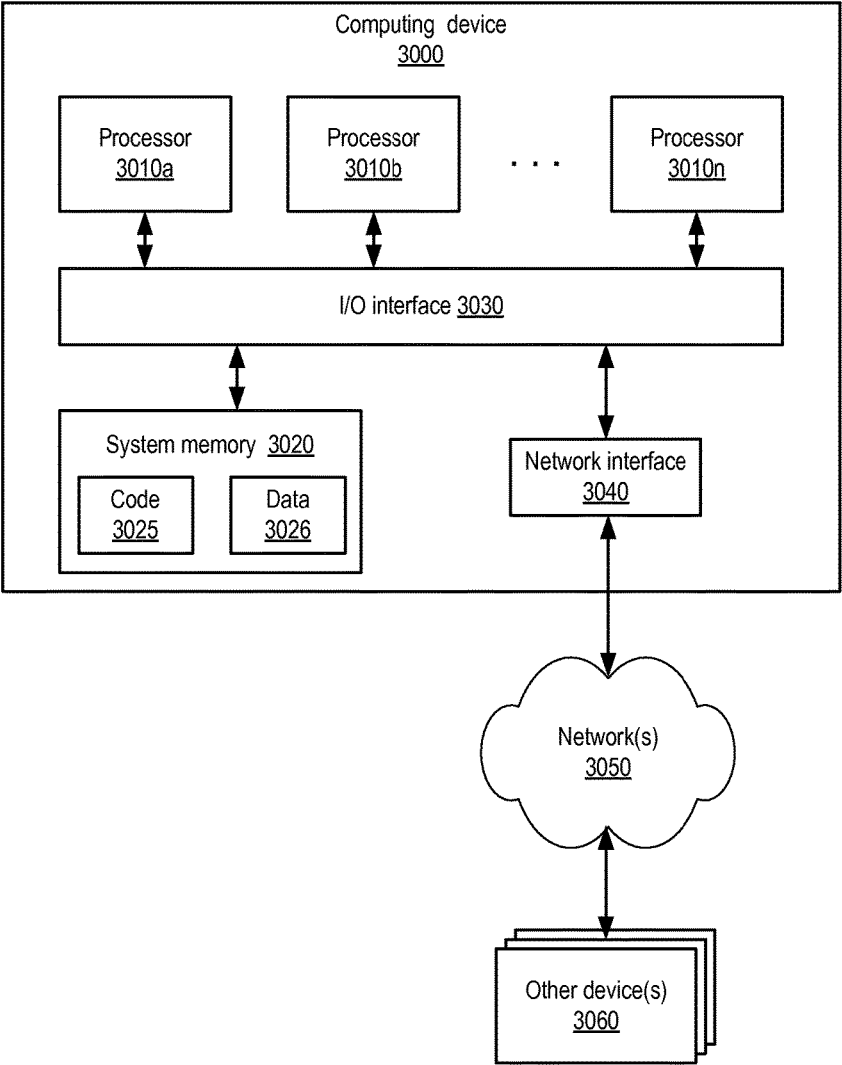 Computing device
3000
Processor
3010a
Processor
3010b
. . .
Processor
3010n
I/O interface 3030
System memory 3020
Code
3025
Data
3026
Network interface
3040
Network(s)
3050
Other device(s)
3060